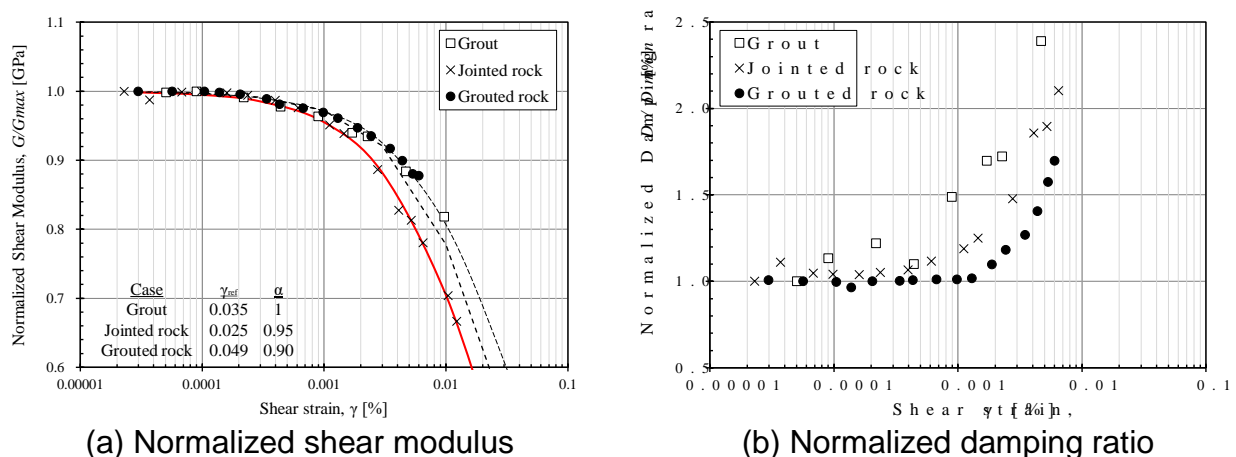 Normalized Shear Modulus, G/Gmax [GPa]
1.1
1.0
0.9
0.8
0.7
0.6
Grout
Jointed rock
Grouted rock
Case γref α
Grout 0.035 1
Jointed rock 0.025 0.95
Grouted rock 0.049 0.90
0.00001 0.0001 0.001 0.01 0.1
Shear strain, γ [%]
(a) Normalized shear modulus
Normalized
2.5
2.0
1.5
1.0
0.5
Grout
Jointed rock
Grouted rock
0.00001 0.0001 0.001 0.01 0.1
Shear
(b) Normalized damping ratio